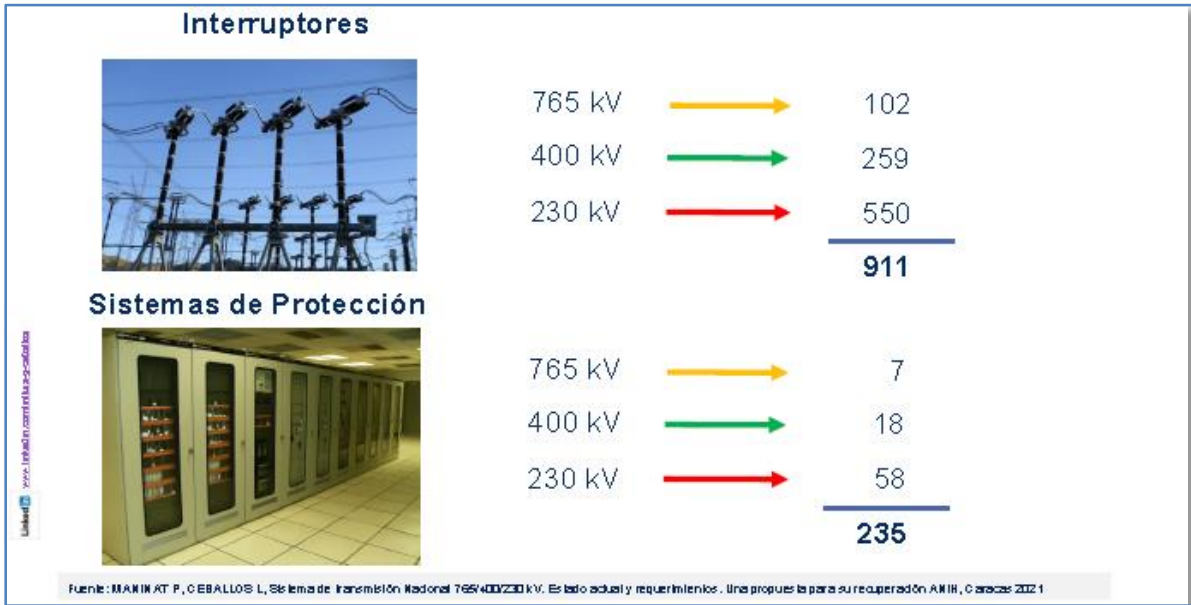 Interruptores
765 kV 102
400 kV 259
230 kV 550
911
Sistemas de Protección
765 kV 7
400 kV 18
230 kV 58
235
Linked in
Fuente: MANINAT P, CEBALLOS L, Sistema de transmisión Nacional 765/400/230 kV. Estado actual y requerimientos. Una propuesta para su recuperación ANIH, Caracas 2021